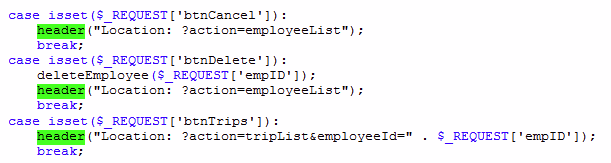 case isset($_REQUEST['btnCancel']):
header("Location: ?action=employeeList");
break;
case isset($_REQUEST['btnDelete']):
deleteEmployee($_REQUEST['empID']);
header("Location: ?action=employeeList");
break;
case isset($_REQUEST['btnTrips']):
header("Location: ?action=tripList&employeeId=" . $_REQUEST['empID']);
break;